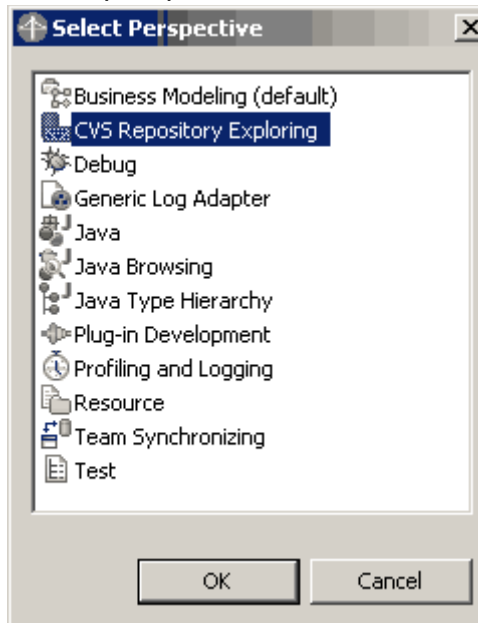 Select Perspective
Business Modeling (default)
CVS Repository Exploring
Debug
Generic Log Adapter
Java
Java Browsing
Java Type Hierarchy
Plug-in Development
Profiling and Logging
Resource
Team Synchronizing
Test
OK Cancel